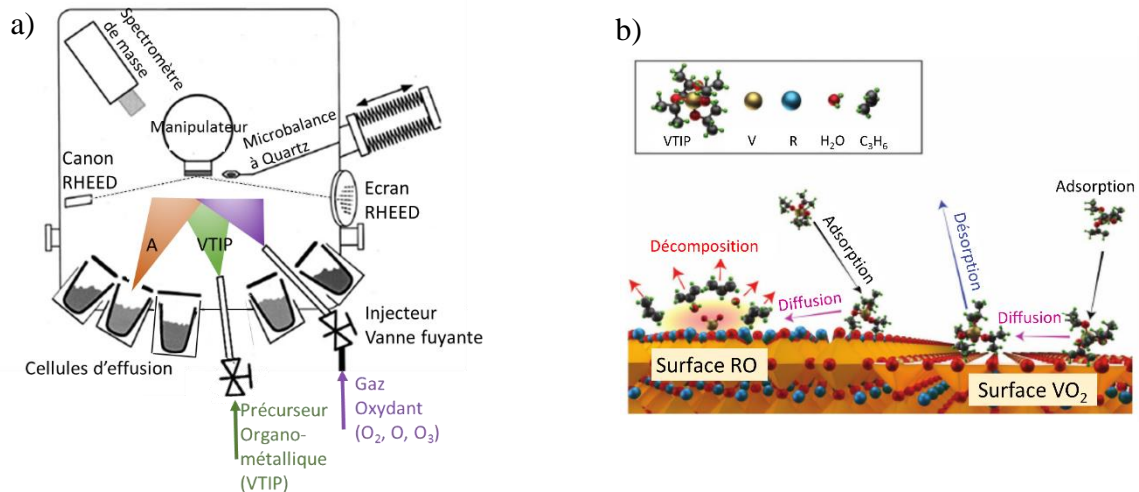 a)
Spectromètre
de masse
Manipulateur
Microbalance
à Quartz
Canon
RHEED
Ecran
RHEED
A
VTIP
Cellules d'effusion
Injecteur
Vanne fuyante
Précurseur
Organo-
métallique
(VTIP)
Gaz
Oxydant
(O₂, O, O₃)
b)
VTIP
V
R
H₂O
C₃H₆
Adsorption
Désorption
Adsorption
Décomposition
Diffusion
Diffusion
Surface RO
Surface VO₂